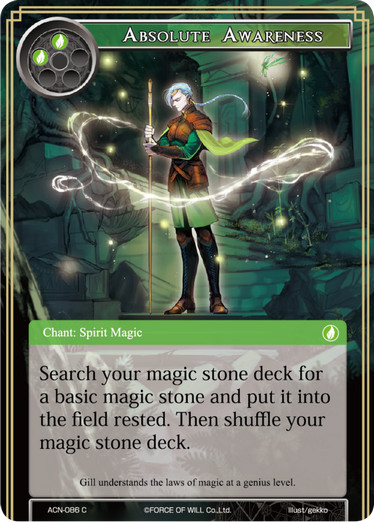 Absolute Awareness
Chant: Spirit Magic
Search your magic stone deck for
a basic magic stone and put it into
the field rested. Then shuffle your
magic stone deck.
Gill understands the laws of magic at a genius level.
ACN-086 C ©FORCE OF WILL Co.,Ltd. Illust/gekko